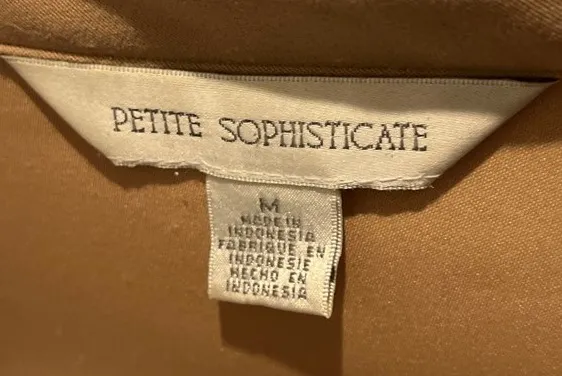 PETITE SOPHISTICATE
M
MADE IN
INDONESIA
FABRIQUE EN
INDONESIE
HECHO EN
INDONESIA